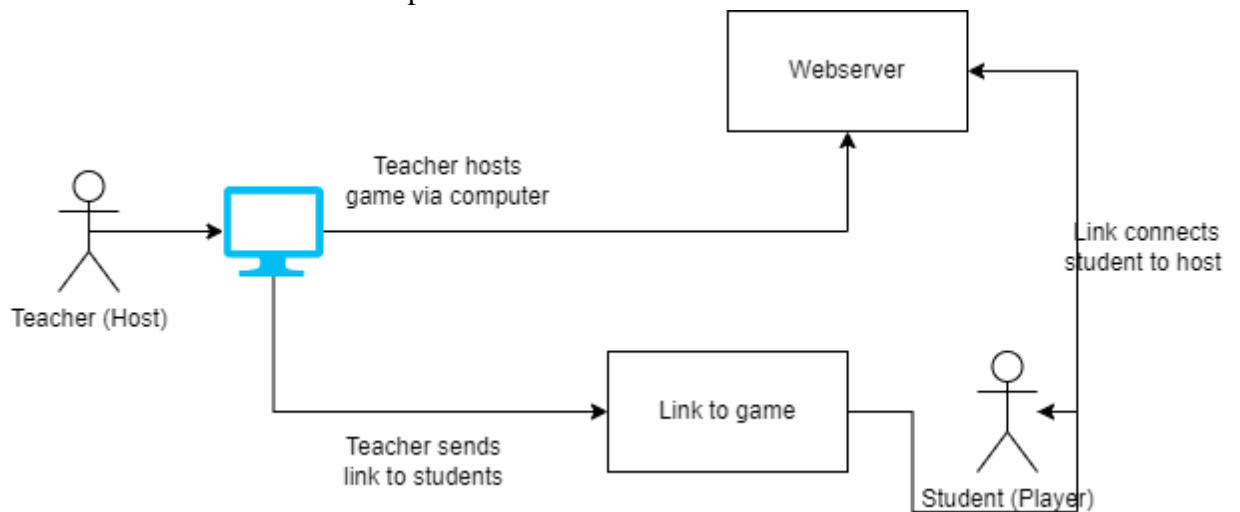 Webserver
Teacher hosts
game via computer
Link connects
student to host
Teacher (Host)
Link to game
Teacher sends
link to students
Student (Player)